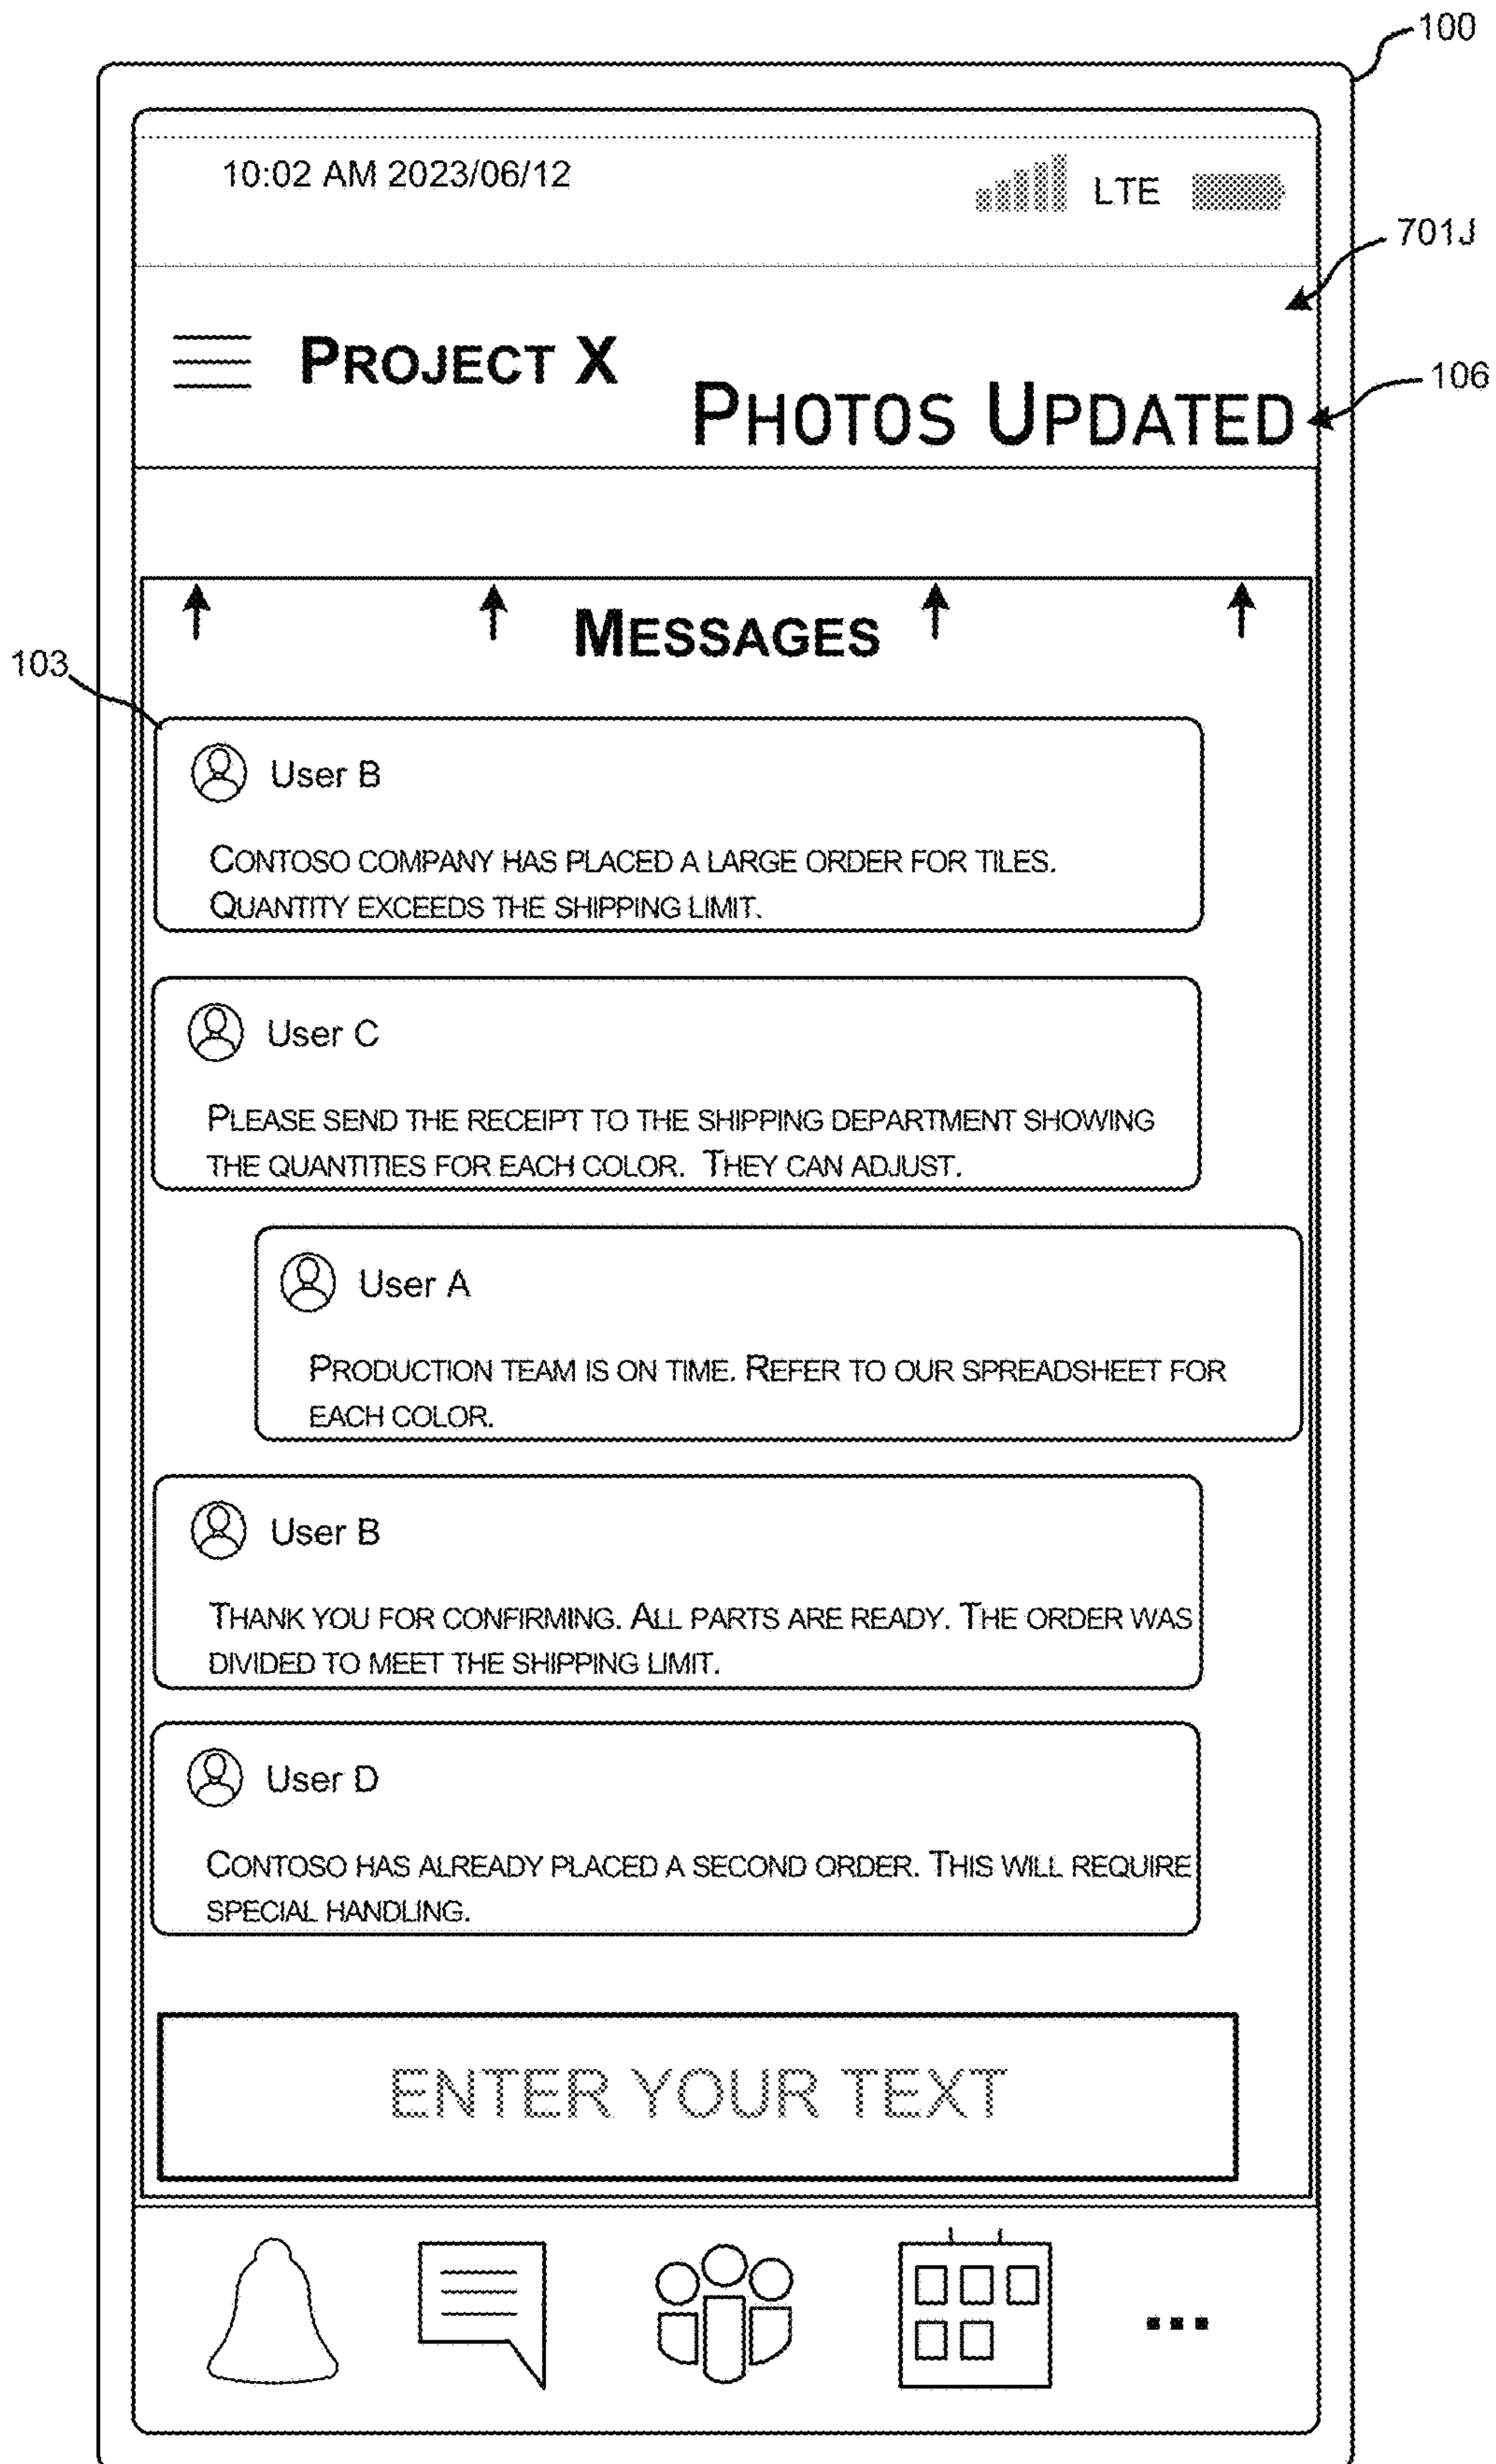 100
10:02 AM 2023/06/12
LTE
701J
PROJECT X
PHOTOS UPDATED
106
MESSAGES
103
User B
CONTOSO COMPANY HAS PLACED A LARGE ORDER FOR TILES.
QUANTITY EXCEEDS THE SHIPPING LIMIT.
User C
PLEASE SEND THE RECEIPT TO THE SHIPPING DEPARTMENT SHOWING
THE QUANTITIES FOR EACH COLOR. THEY CAN ADJUST.
User A
PRODUCTION TEAM IS ON TIME. REFER TO OUR SPREADSHEET FOR
EACH COLOR.
User B
THANK YOU FOR CONFIRMING. ALL PARTS ARE READY. THE ORDER WAS
DIVIDED TO MEET THE SHIPPING LIMIT.
User D
CONTOSO HAS ALREADY PLACED A SECOND ORDER. THIS WILL REQUIRE
SPECIAL HANDLING.
ENTER YOUR TEXT
...